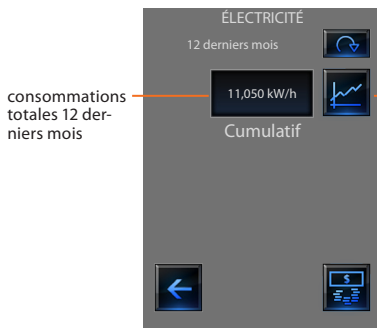 ÉLECTRICITÉ
12 derniers mois
11,050 kW/h
Cumulatif
consommations
totales 12 der-
niers mois
$